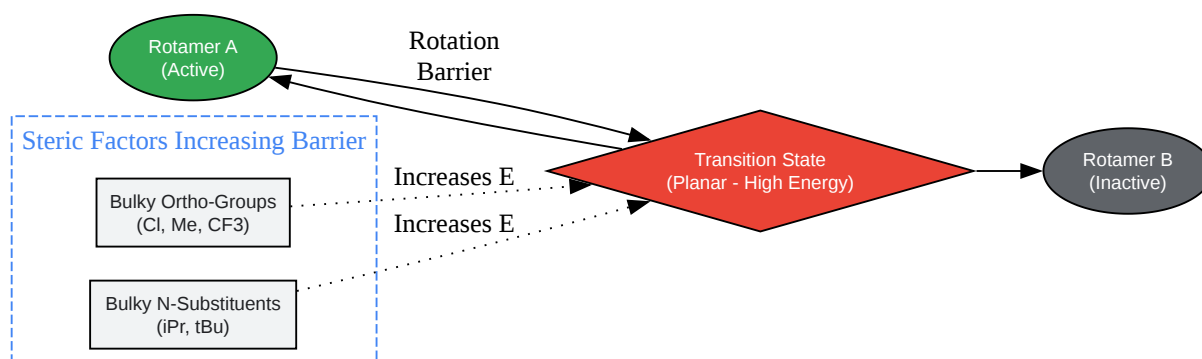 Rotamer A
(Active)
Rotation
Barrier
Steric Factors Increasing Barrier
Bulky Ortho-Groups
(Cl, Me, CF3)
Increases E
Increases E
Bulky N-Substituents
(iPr, tBu)
Transition State
(Planar - High Energy)
Rotamer B
(Inactive)